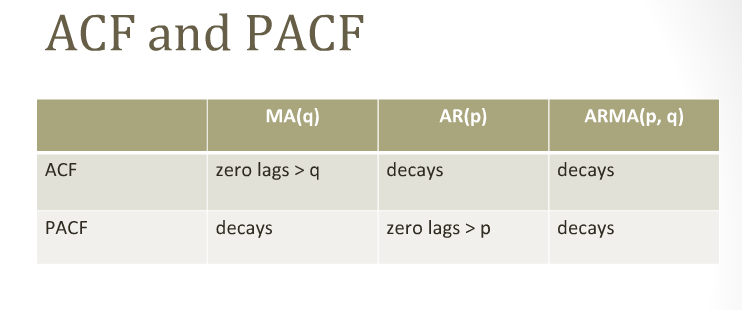 ACF and PACF
MA(q) AR(p) ARMA(p, q)
ACF zero lags > q decays decays
PACF decays zero lags > p decays